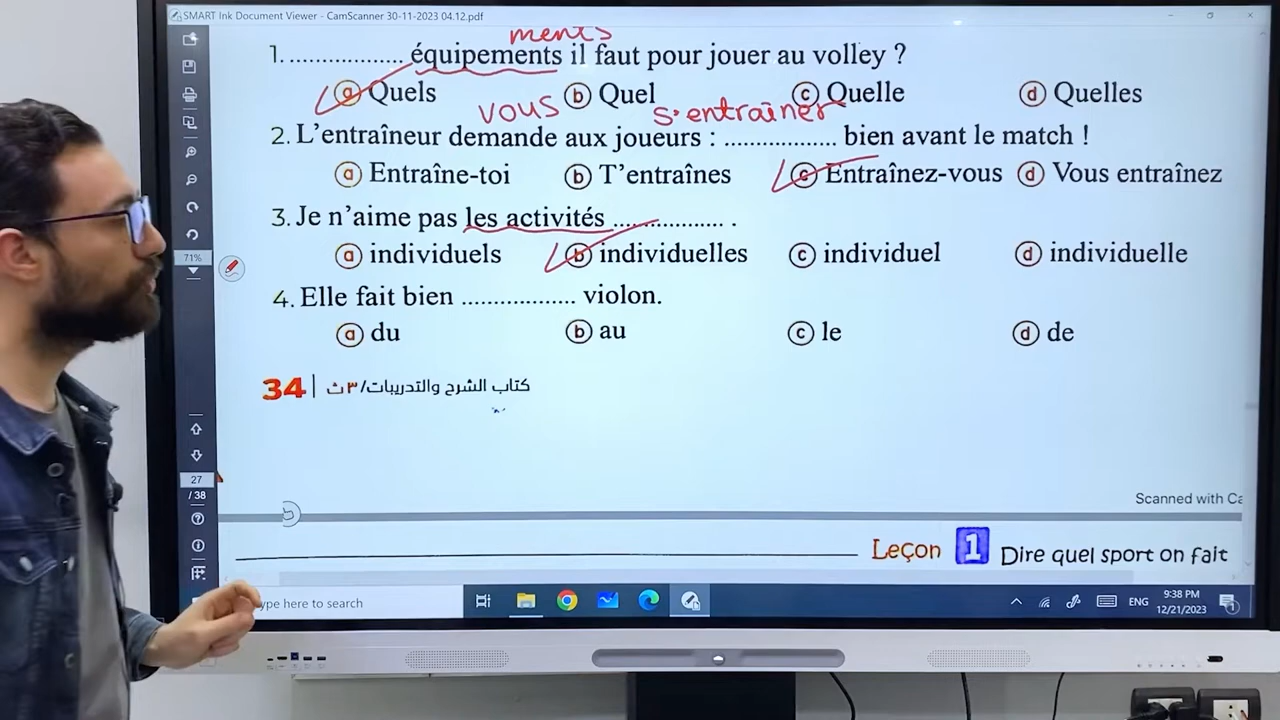 SMART Ink Document Viewer - CamScanner 30-11-2023 04.12.pdf
ments
1. .................. équipements il faut pour jouer au volley ?
a Quels b Quel c Quelle d Quelles
vous s'entraîner
2. L'entraîneur demande aux joueurs : ................. bien avant le match !
a Entraîne-toi b T'entraînes c Entraînez-vous d Vous entraînez
3. Je n'aime pas les activités ................. .
71%
a individuels b individuelles c individuel d individuelle
4. Elle fait bien ................. violon.
a du b au c le d de
34 | كتاب الشرح والتدريبات/٣ ث
27
/ 38
Scanned with Ca
Leçon 1 Dire quel sport on fait
ype here to search
ENG
9:38 PM
12/21/2023